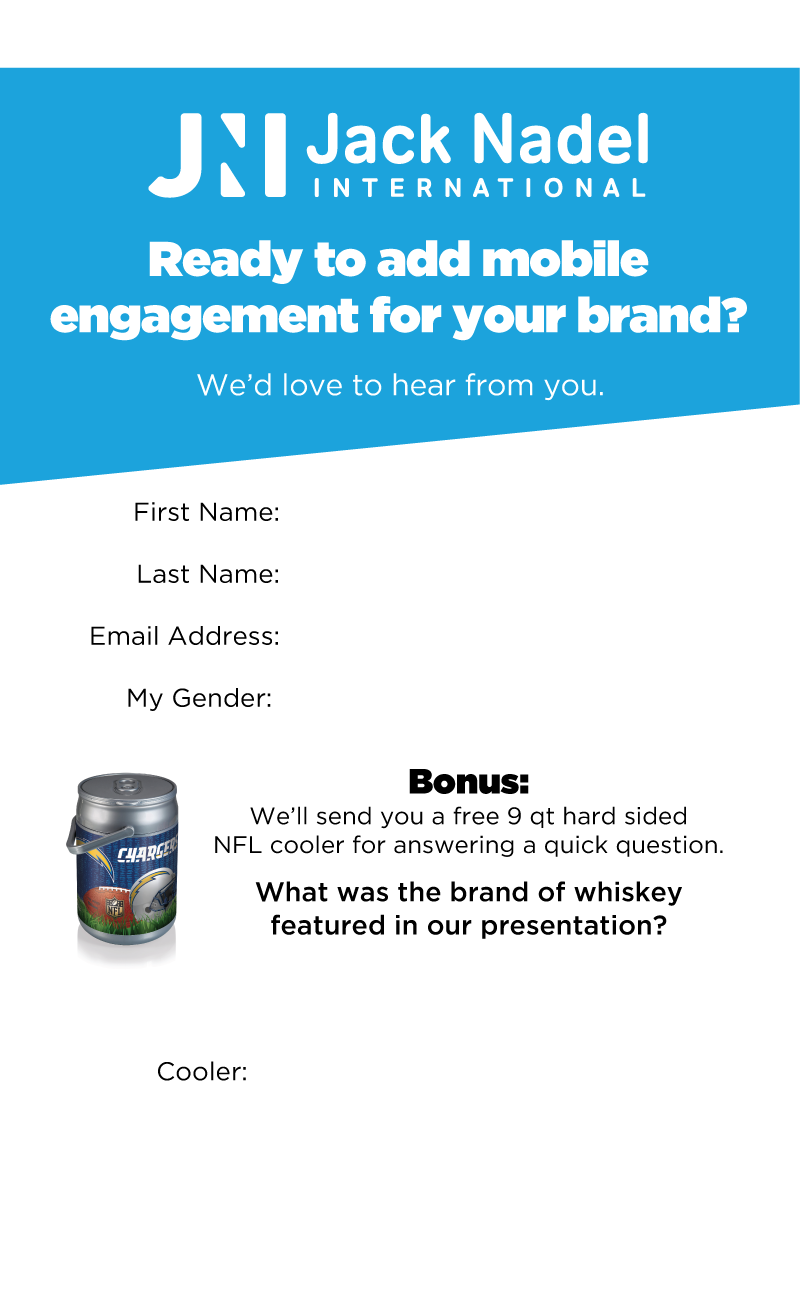 JNI Jack Nadel
INTERNATIONAL
Ready to add mobile
engagement for your brand?
We’d love to hear from you.
First Name:
Last Name:
Email Address:
My Gender:
Bonus:
We’ll send you a free 9 qt hard sided
NFL cooler for answering a quick question.
CHARGERS
NFL
What was the brand of whiskey
featured in our presentation?
Cooler: